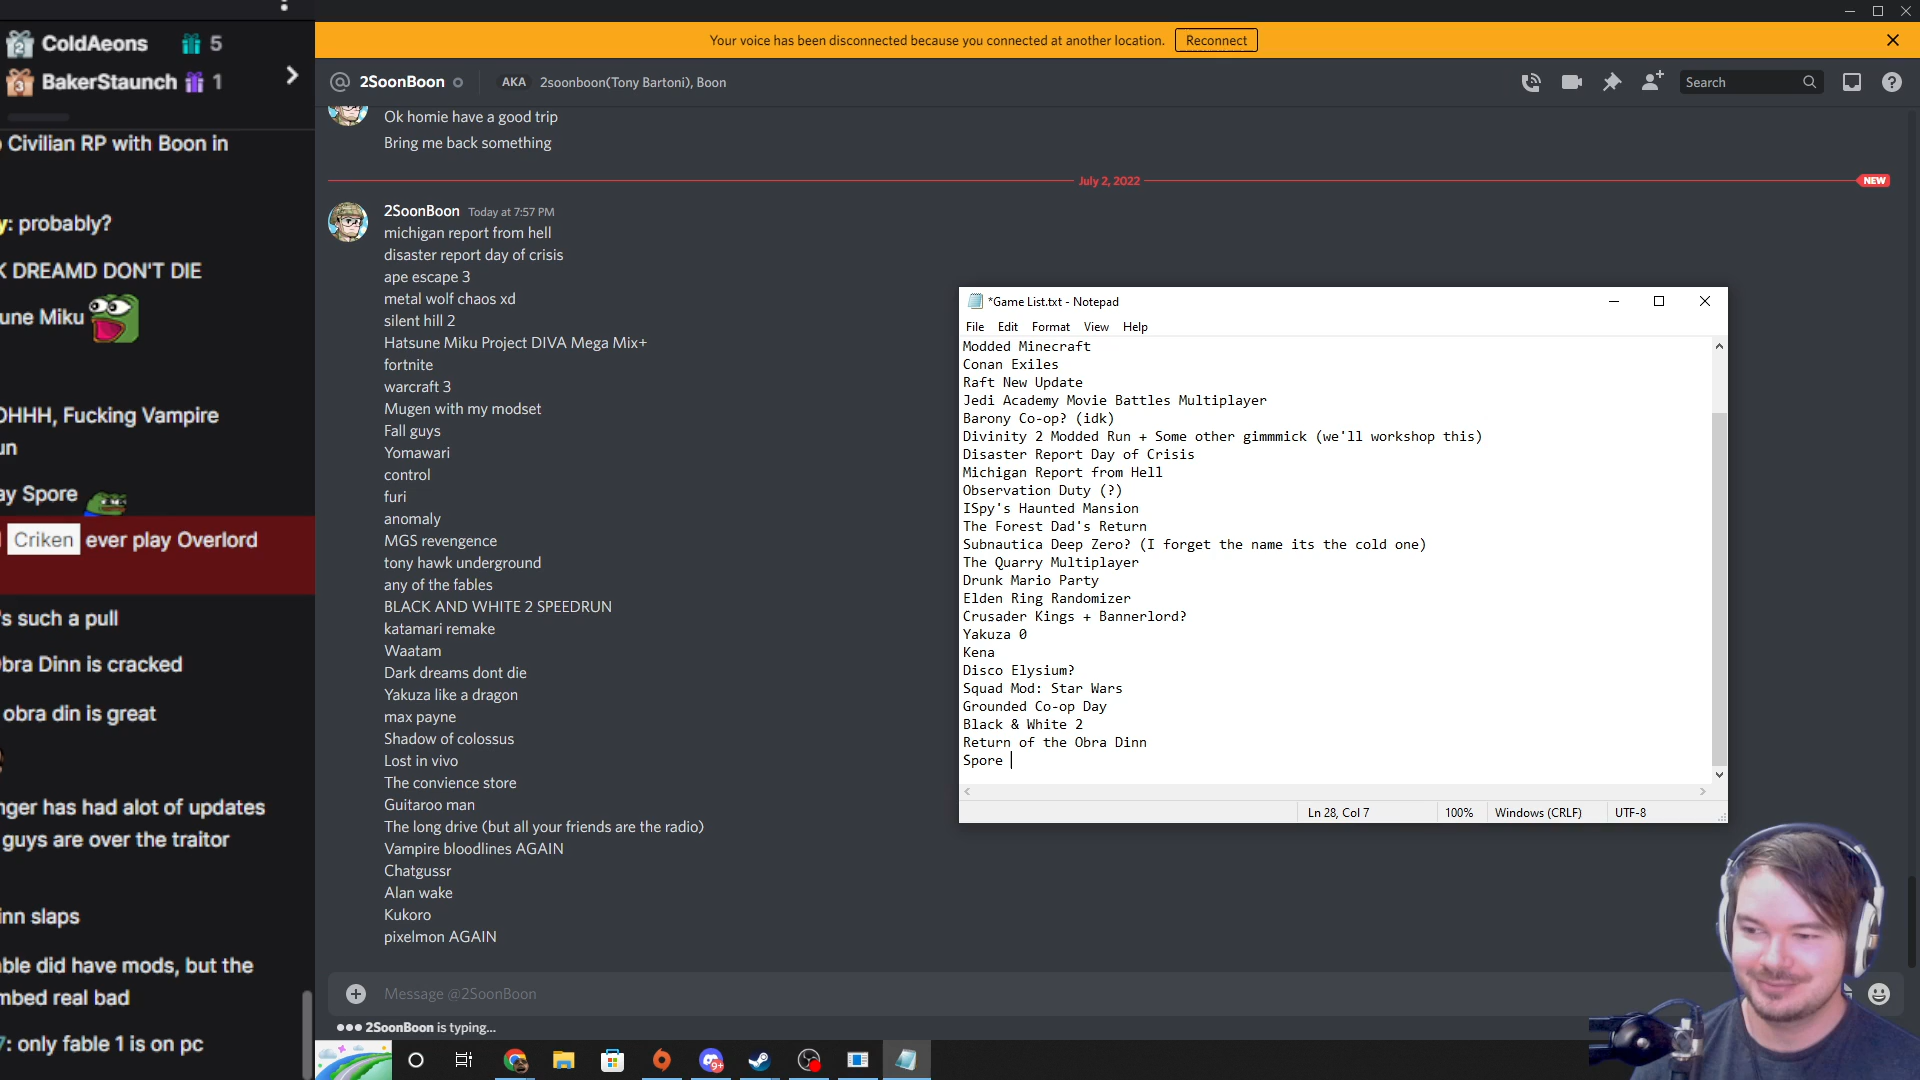 ColdAeons 5
BakerStaunch 1
Civilian RP with Boon in
y: probably?
K DREAMD DON'T DIE
une Miku
OHHH, Fucking Vampire
un
ay Spore
Criken ever play Overlord
's such a pull
bra Dinn is cracked
obra din is great
nger has had alot of updates
guys are over the traitor
inn slaps
able did have mods, but the
mbed real bad
7: only fable 1 is on pc
Your voice has been disconnected because you connected at another location. Reconnect
2SoonBoon AKA 2soonboon(Tony Bartoni), Boon
Search
Ok homie have a good trip
Bring me back something
July 2, 2022
NEW
2SoonBoon Today at 7:57 PM
michigan report from hell
disaster report day of crisis
ape escape 3
metal wolf chaos xd
silent hill 2
Hatsune Miku Project DIVA Mega Mix+
fortnite
warcraft 3
Mugen with my modset
Fall guys
Yomawari
control
furi
anomaly
MGS revengence
tony hawk underground
any of the fables
BLACK AND WHITE 2 SPEEDRUN
katamari remake
Waatam
Dark dreams dont die
Yakuza like a dragon
max payne
Shadow of colossus
Lost in vivo
The convience store
Guitaroo man
The long drive (but all your friends are the radio)
Vampire bloodlines AGAIN
Chatgussr
Alan wake
Kukoro
pixelmon AGAIN
Message @2SoonBoon
2SoonBoon is typing...
*Game List.txt - Notepad
File Edit Format View Help
Modded Minecraft
Conan Exiles
Raft New Update
Jedi Academy Movie Battles Multiplayer
Barony Co-op? (idk)
Divinity 2 Modded Run + Some other gimmmick (we'll workshop this)
Disaster Report Day of Crisis
Michigan Report from Hell
Observation Duty (?)
ISpy's Haunted Mansion
The Forest Dad's Return
Subnautica Deep Zero? (I forget the name its the cold one)
The Quarry Multiplayer
Drunk Mario Party
Elden Ring Randomizer
Crusader Kings + Bannerlord?
Yakuza 0
Kena
Disco Elysium?
Squad Mod: Star Wars
Grounded Co-op Day
Black & White 2
Return of the Obra Dinn
Spore
Ln 28, Col 7 100% Windows (CRLF) UTF-8